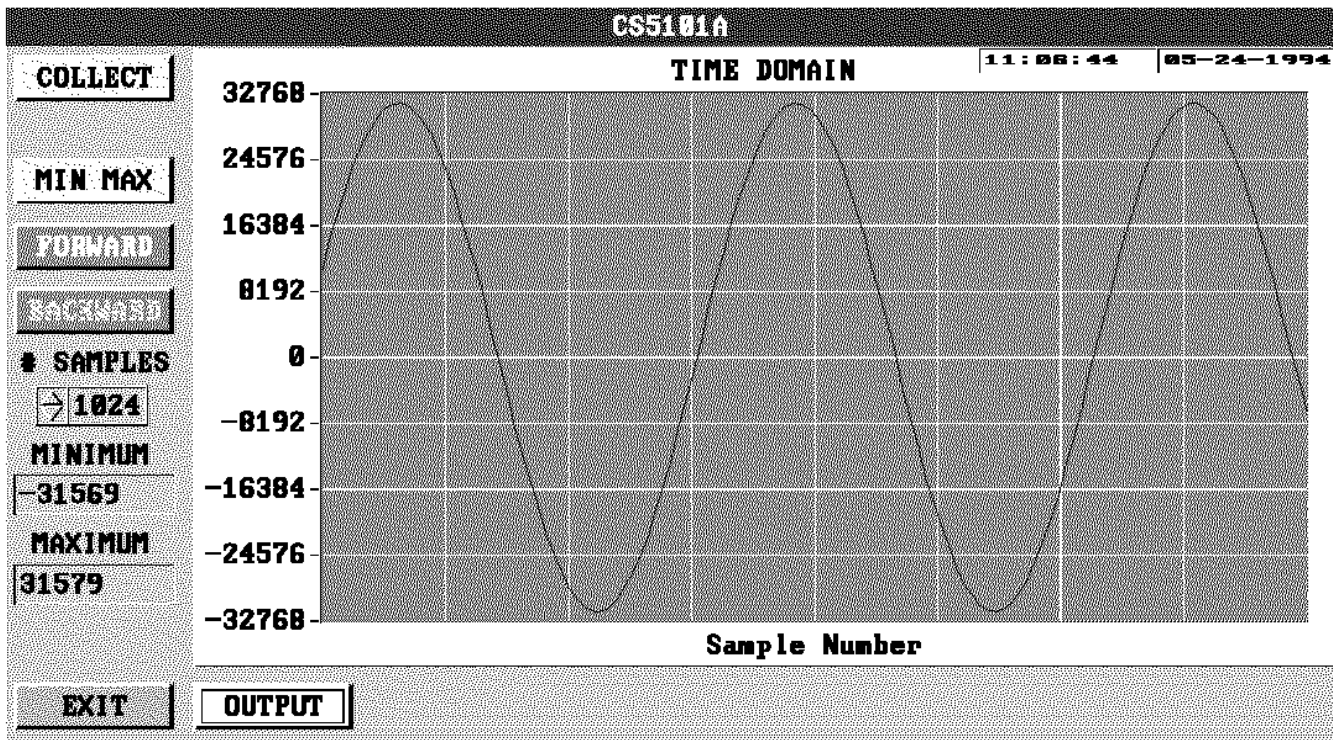 CS5101A
COLLECT
MIN MAX
FORWARD
BACKWARD
# SAMPLES
1024
MINIMUM
-31569
MAXIMUM
31579
EXIT
TIME DOMAIN
11:06:44
05-24-1994
32768
24576
16384
8192
0
-8192
-16384
-24576
-32768
Sample Number
OUTPUT